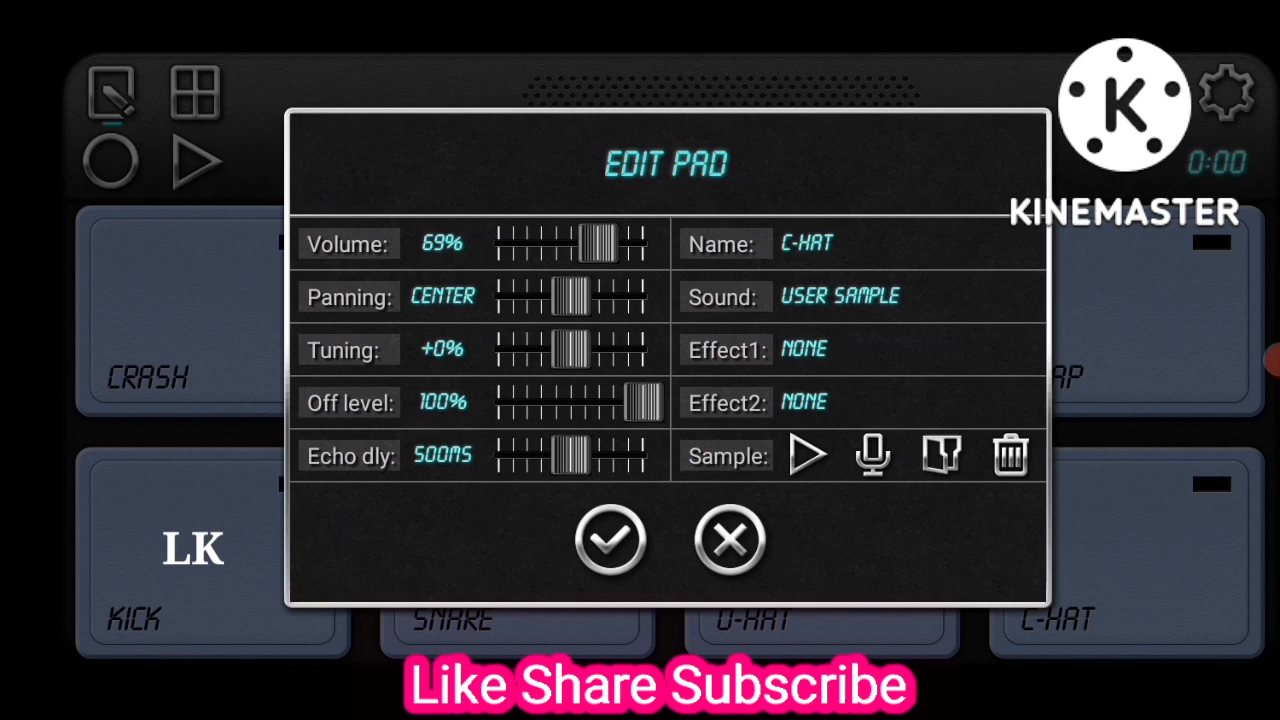 K
KINEMASTER
0:00
EDIT PAD
Volume: 69%
Name: C-HAT
Panning: CENTER
Sound: USER SAMPLE
Tuning: +0%
Effect1: NONE
Off level: 100%
Effect2: NONE
Echo dly: 500MS
Sample:
CRASH
AP
LK
KICK
SNARE
O-HAT
C-HAT
Like Share Subscribe